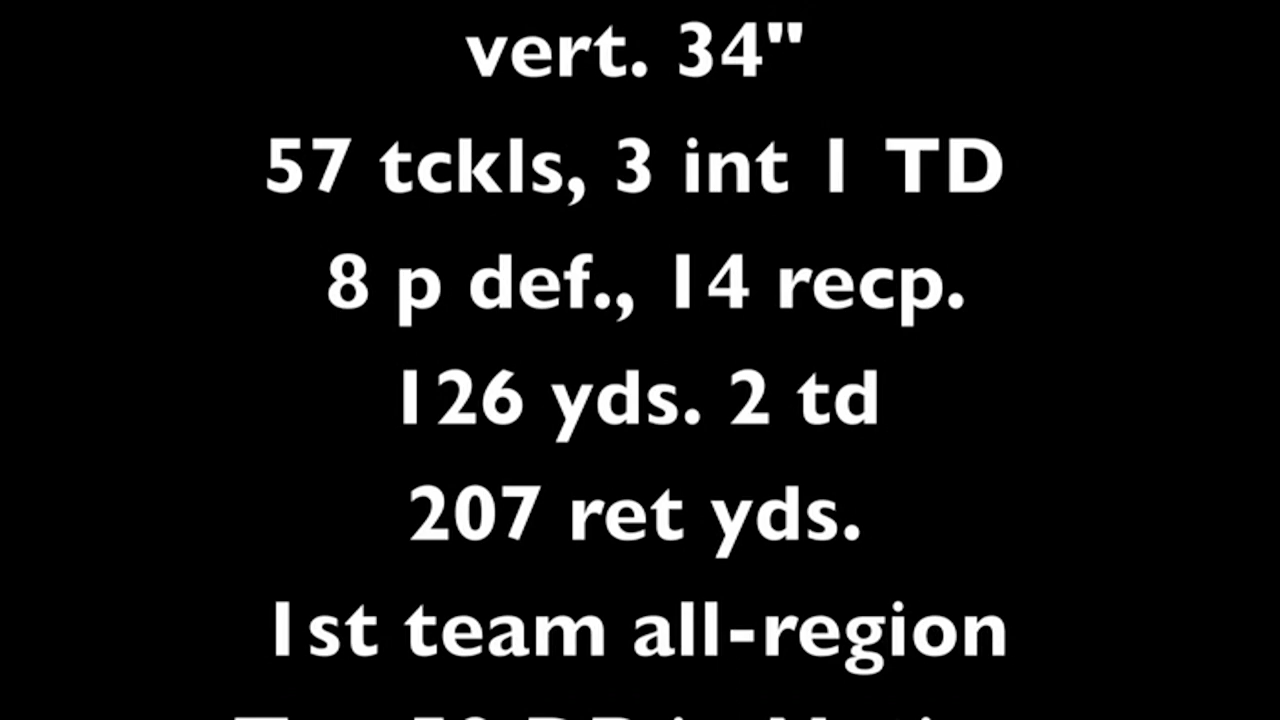 vert. 34"
57 tckls, 3 int 1 TD
8 p def., 14 recp.
126 yds. 2 td
207 ret yds.
1st team all-region